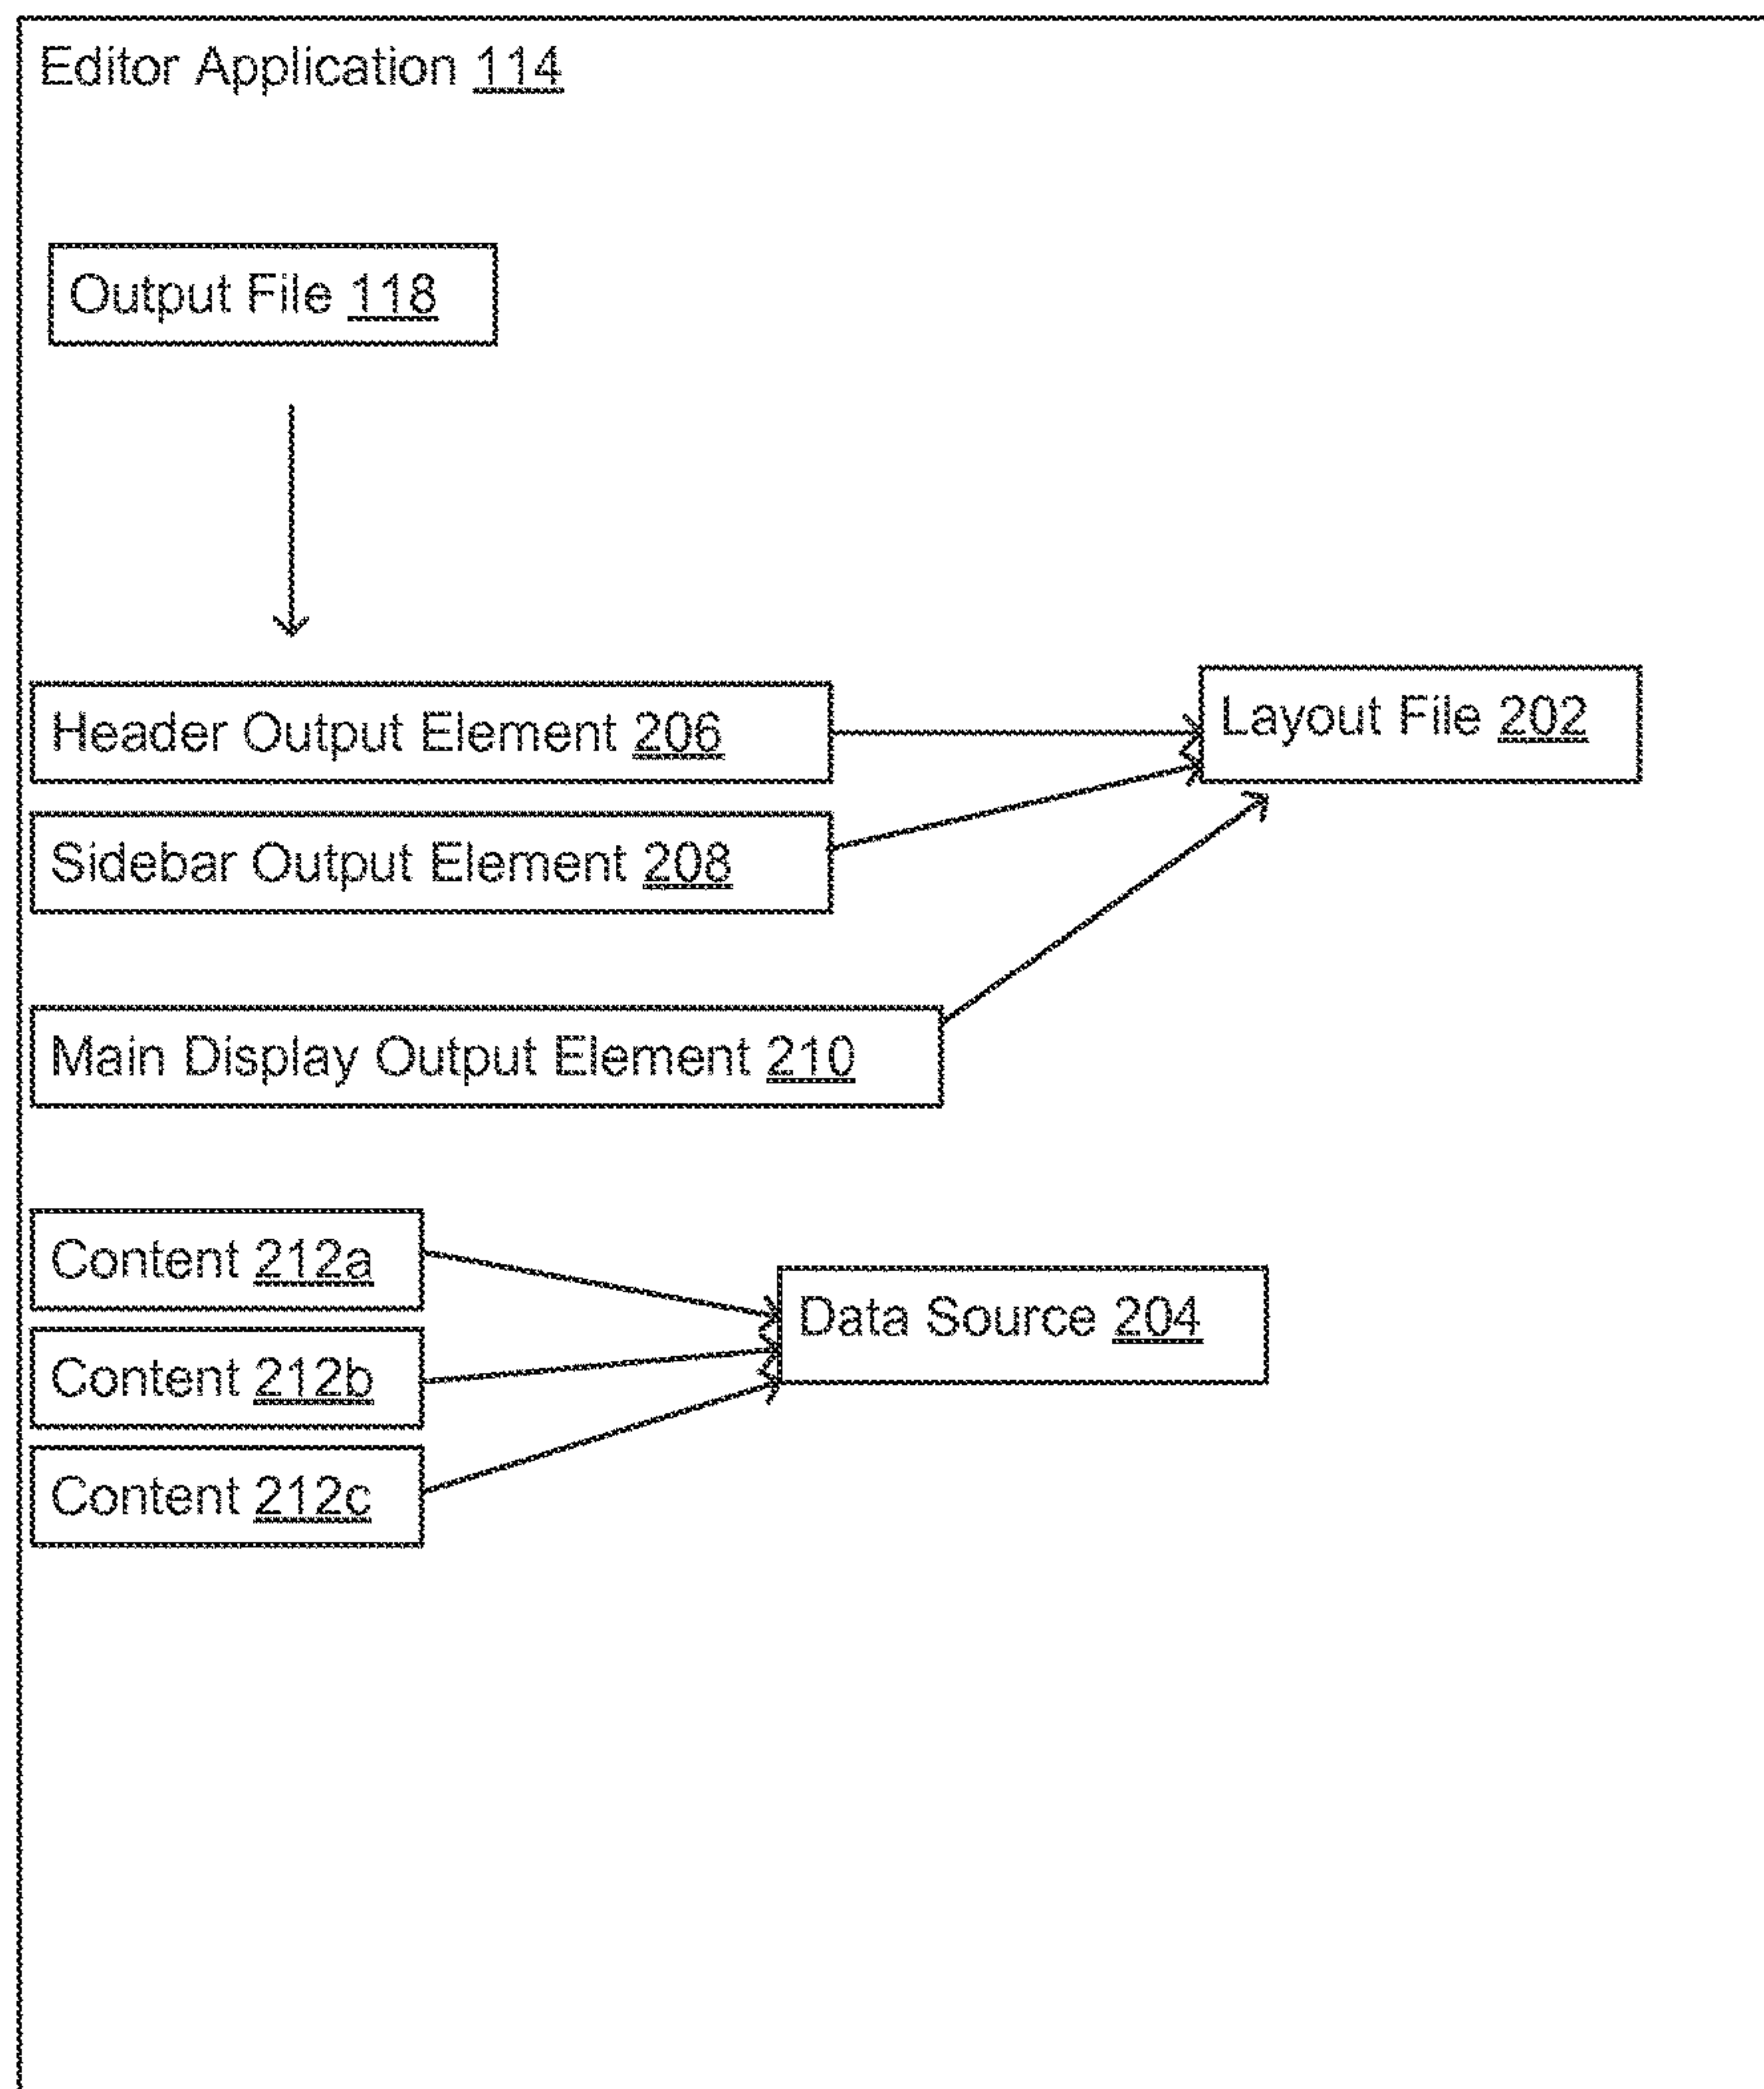 Editor Application 114
Output File 118
Header Output Element 206
Layout File 202
Sidebar Output Element 208
Main Display Output Element 210
Content 212a
Data Source 204
Content 212b
Content 212c